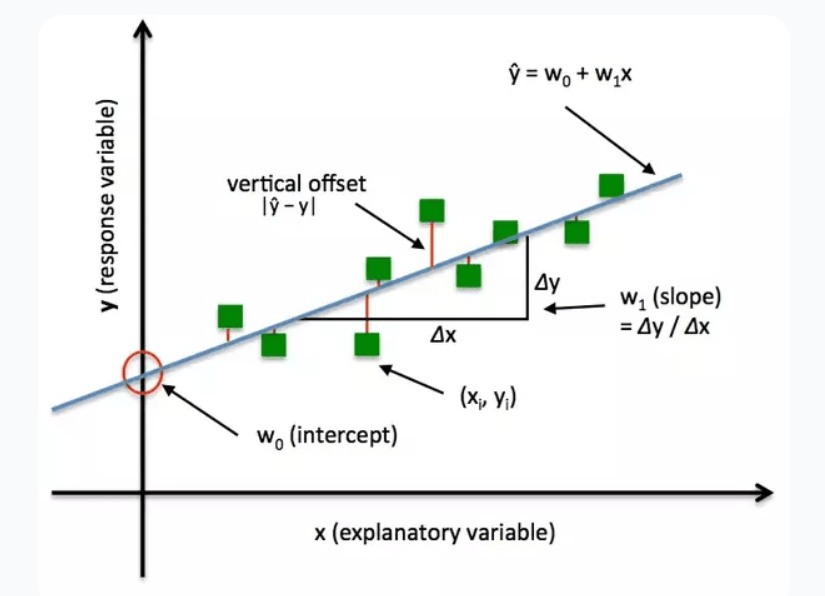 ŷ = w₀ + w₁x
vertical offset
|ŷ – y|
y (response variable)
Δy
w₁ (slope)
= Δy / Δx
Δx
(xᵢ, yᵢ)
w₀ (intercept)
x (explanatory variable)